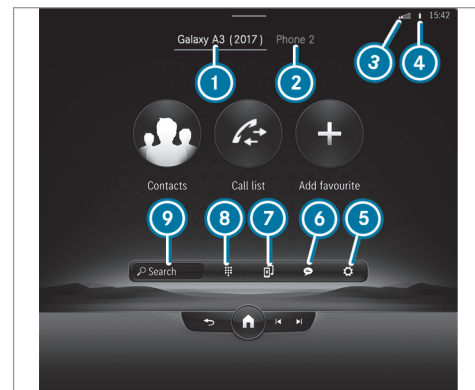 15:42
Galaxy A3 (2017) Phone 2
3 4
1 2
Contacts Call list Add favourite
9 8 7 6 5
Search